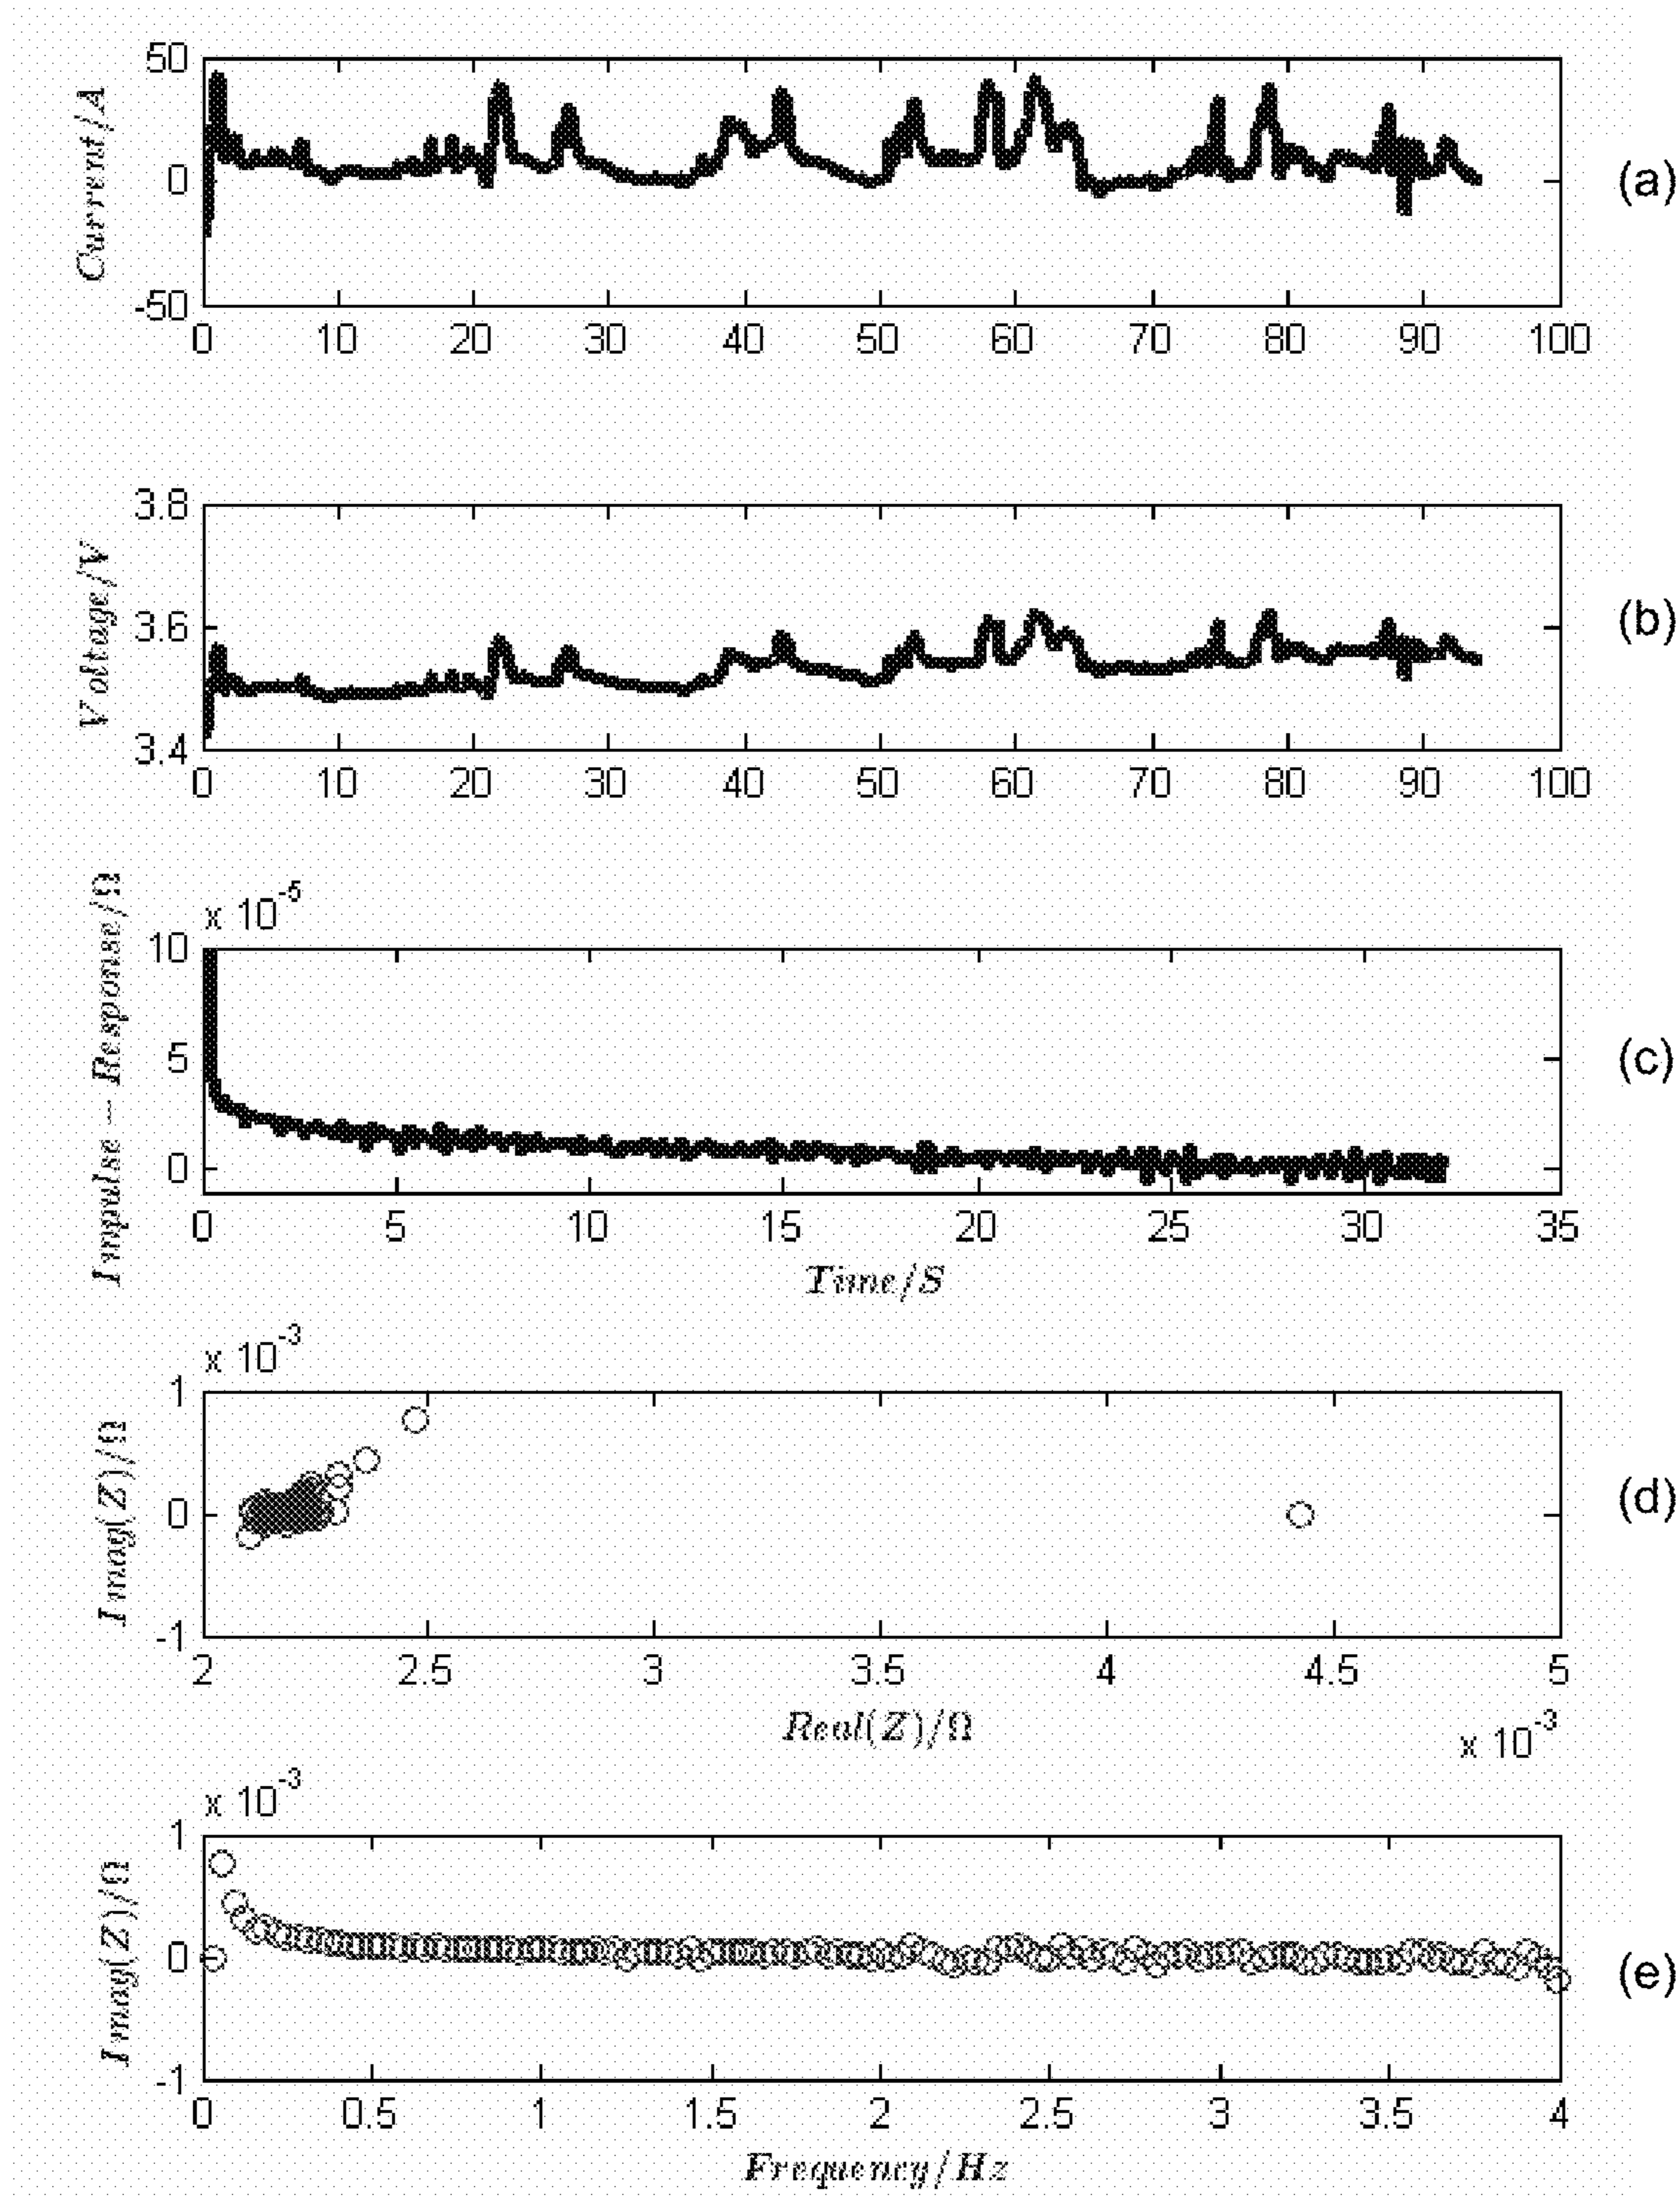 50
0
-50
Current/A
0 10 20 30 40 50 60 70 80 90 100
(a)
3.8
3.6
3.4
Voltage/V
0 10 20 30 40 50 60 70 80 90 100
(b)
x 10^-5
10
5
0
Impulse – Response/Ω
0 5 10 15 20 25 30 35
Time/S
(c)
x 10^-3
1
0
-1
Imag(Z)/Ω
2 2.5 3 3.5 4 4.5 5
Real(Z)/Ω
x 10^-3
(d)
x 10^-3
1
0
-1
Imag(Z)/Ω
0 0.5 1 1.5 2 2.5 3 3.5 4
Frequency/Hz
(e)